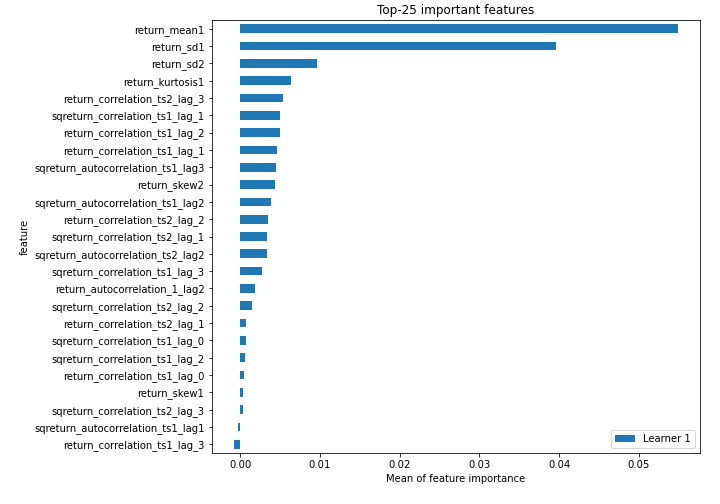 Top-25 important features
return_mean1
return_sd1
return_sd2
return_kurtosis1
return_correlation_ts2_lag_3
sqreturn_correlation_ts1_lag_1
return_correlation_ts1_lag_2
return_correlation_ts1_lag_1
sqreturn_autocorrelation_ts1_lag3
return_skew2
sqreturn_autocorrelation_ts1_lag2
return_correlation_ts2_lag_2
sqreturn_correlation_ts2_lag_1
sqreturn_autocorrelation_ts2_lag2
sqreturn_correlation_ts1_lag_3
return_autocorrelation_1_lag2
sqreturn_correlation_ts2_lag_2
return_correlation_ts2_lag_1
sqreturn_correlation_ts1_lag_0
sqreturn_correlation_ts1_lag_2
return_correlation_ts1_lag_0
return_skew1
sqreturn_correlation_ts2_lag_3
sqreturn_autocorrelation_ts1_lag1
return_correlation_ts1_lag_3
feature
Learner 1
0.00 0.01 0.02 0.03 0.04 0.05
Mean of feature importance